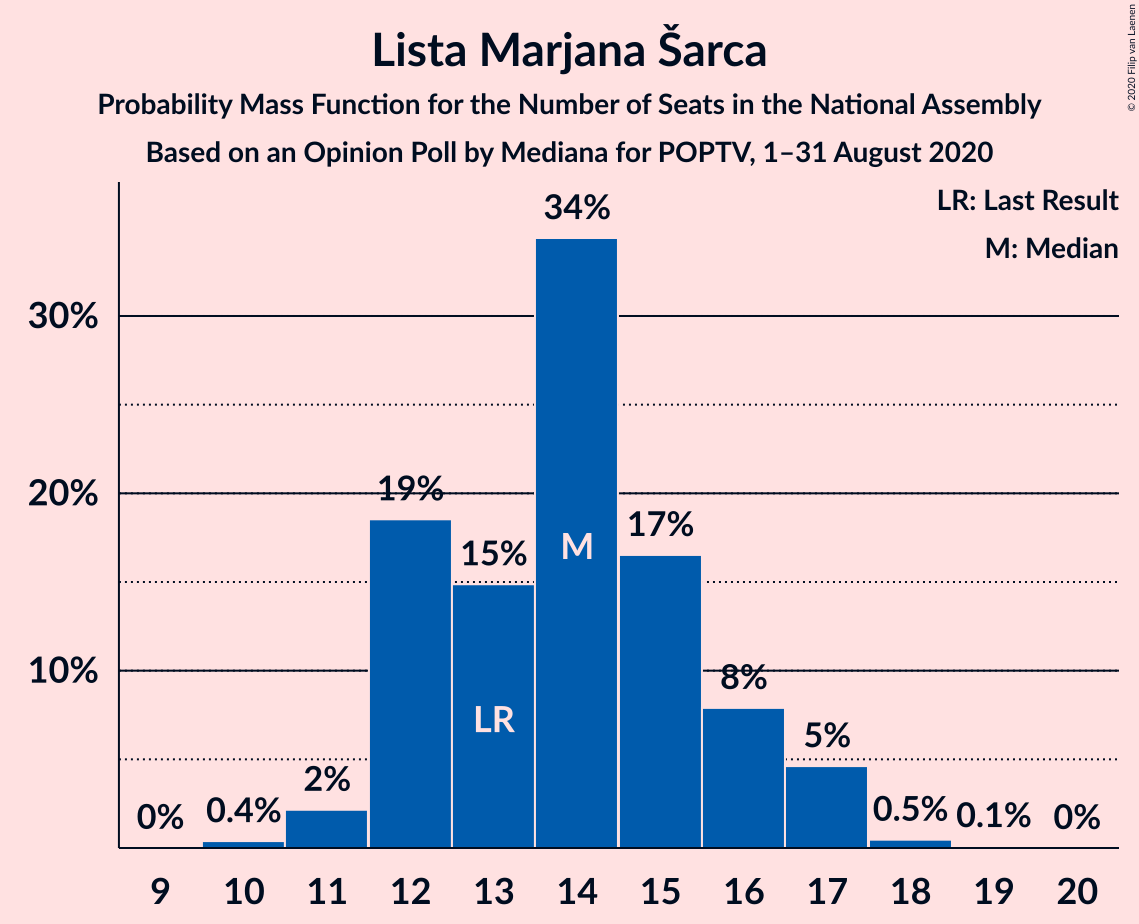 Lista Marjana Šarca
Probability Mass Function for the Number of Seats in the National Assembly
Based on an Opinion Poll by Mediana for POPTV, 1–31 August 2020
© 2020 Filip van Laenen
LR: Last Result
M: Median
34%
30%
20%
19%
17%
15%
M
10%
8%
LR
5%
2%
0%
0.4%
0.5%
0.1%
0%
9 10 11 12 13 14 15 16 17 18 19 20